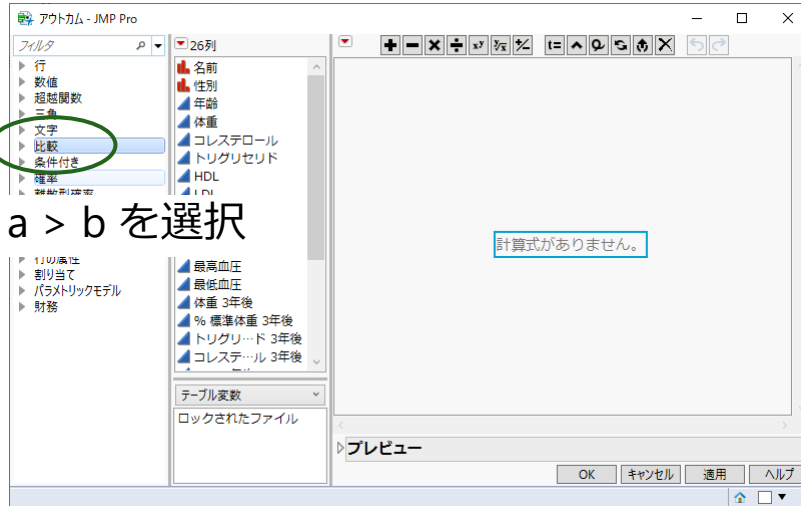 アウトカム - JMP Pro
フィルタ
行
数値
超越関数
三角
文字
比較
条件付き
確率
離散型確率
a > b を選択
行の属性
割り当て
パラメトリックモデル
財務
26列
名前
性別
年齢
体重
コレステロール
トリグリセリド
HDL
LDL
最高血圧
最低血圧
体重 3年後
% 標準体重 3年後
トリグリ…ド 3年後
コレステ…ル 3年後
テーブル変数
ロックされたファイル
t=
計算式がありません。
プレビュー
OK
キャンセル
適用
ヘルプ